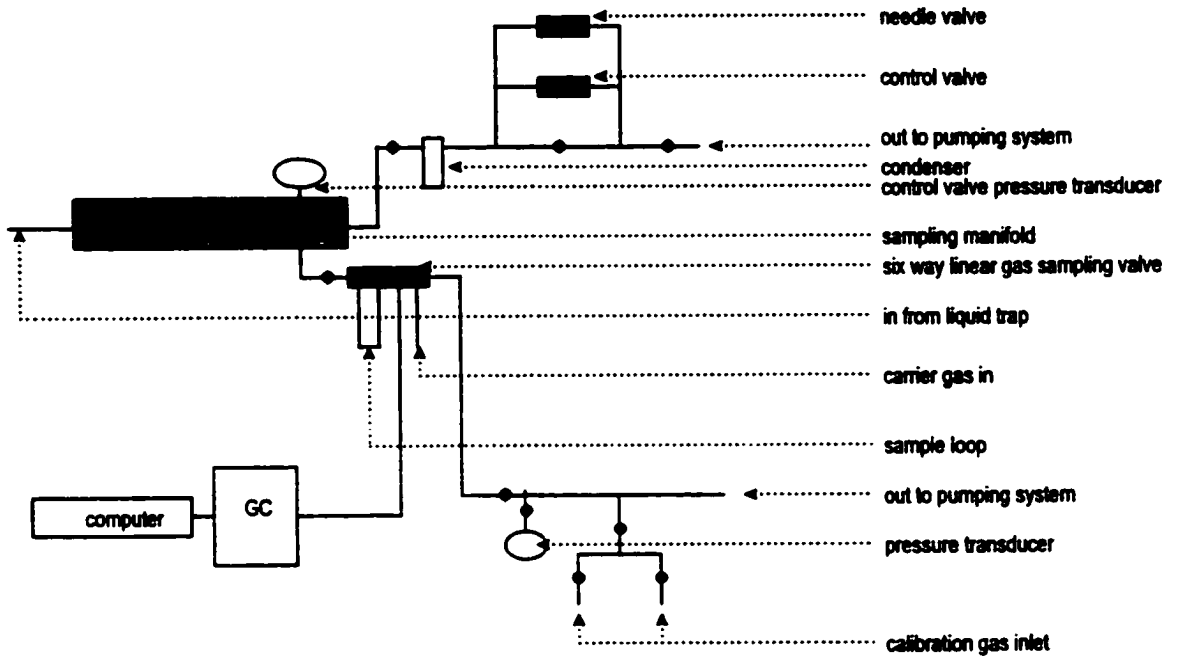 needle valve
control valve
out to pumping system
condenser
control valve pressure transducer
sampling manifold
six way linear gas sampling valve
in from liquid trap
carrier gas in
sample loop
GC
out to pumping system
computer
pressure transducer
calibration gas inlet